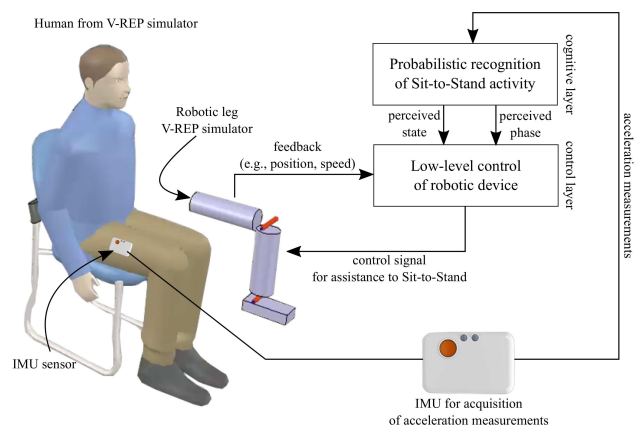 Human from V-REP simulator
Probabilistic recognition
of Sit-to-Stand activity
cognitive layer
Robotic leg
V-REP simulator
perceived
state
perceived
phase
feedback
(e.g., position, speed)
Low-level control
of robotic device
control layer
acceleration measurements
control signal
for assistance to Sit-to-Stand
IMU sensor
IMU for acquisition
of acceleration measurements